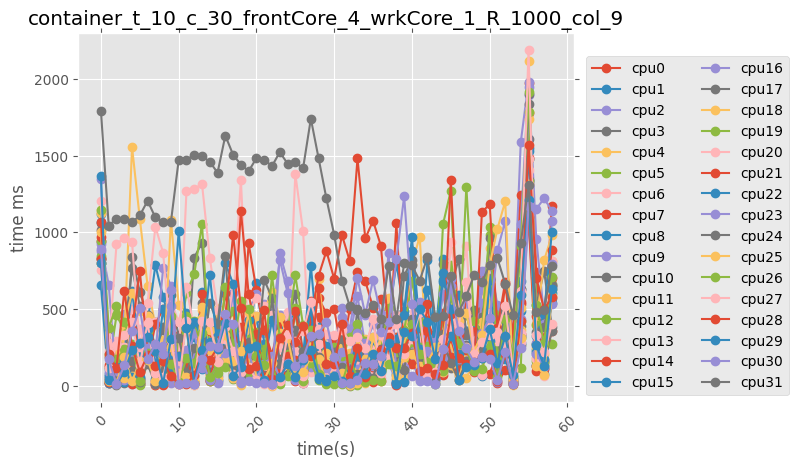 container_t_10_c_30_frontCore_4_wrkCore_1_R_1000_col_9
time ms
2000
1500
1000
500
0
0
10
20
30
40
50
60
time(s)
cpu0
cpu1
cpu2
cpu3
cpu4
cpu5
cpu6
cpu7
cpu8
cpu9
cpu10
cpu11
cpu12
cpu13
cpu14
cpu15
cpu16
cpu17
cpu18
cpu19
cpu20
cpu21
cpu22
cpu23
cpu24
cpu25
cpu26
cpu27
cpu28
cpu29
cpu30
cpu31